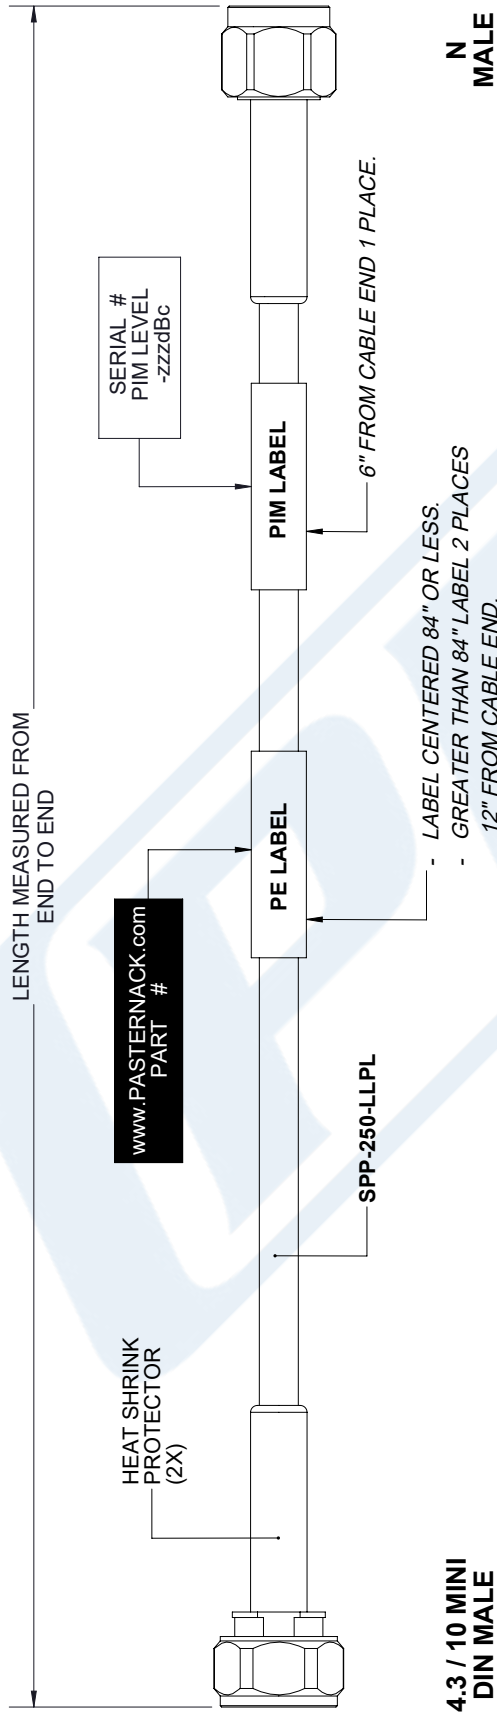 LENGTH MEASURED FROM
END TO END
HEAT SHRINK
PROTECTOR
(2X)
www.PASTERNACK.com
PART #
SERIAL #
PIM LEVEL
-zzzdBc
PE LABEL
PIM LABEL
SPP-250-LLPL
- LABEL CENTERED 84" OR LESS.
- GREATER THAN 84" LABEL 2 PLACES
12" FROM CABLE END.
6" FROM CABLE END 1 PLACE.
4.3 / 10 MINI
DIN MALE
N
MALE